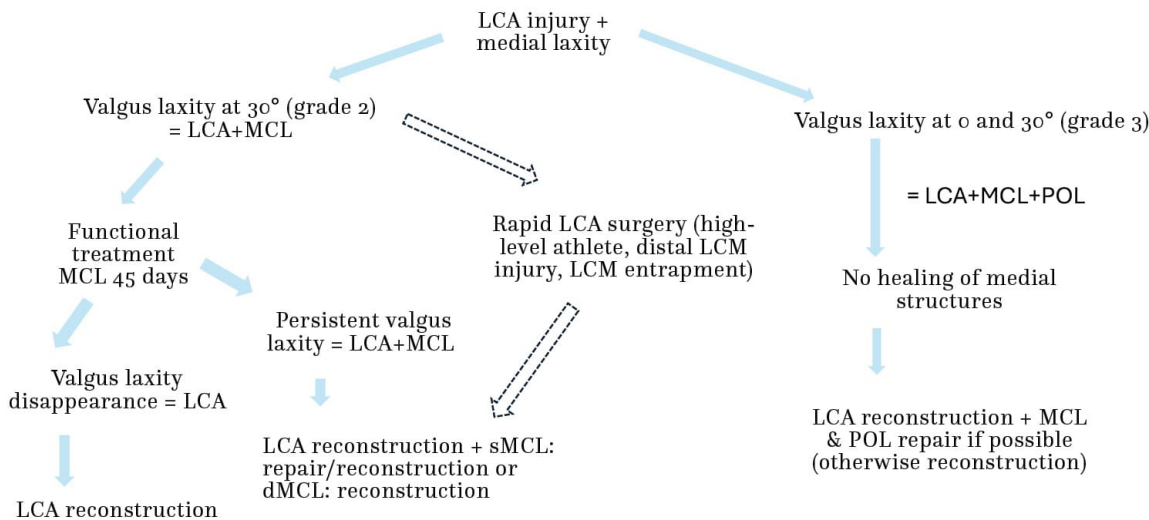 LCA injury +
medial laxity
Valgus laxity at 30° (grade 2)
= LCA+MCL
Valgus laxity at 0 and 30° (grade 3)
= LCA+MCL+POL
Functional
treatment
MCL 45 days
Rapid LCA surgery (high-
level athlete, distal LCM
injury, LCM entrapment)
No healing of medial
structures
Persistent valgus
laxity = LCA+MCL
Valgus laxity
disappearance = LCA
LCA reconstruction + sMCL:
repair/reconstruction or
dMCL: reconstruction
LCA reconstruction + MCL
& POL repair if possible
(otherwise reconstruction)
LCA reconstruction